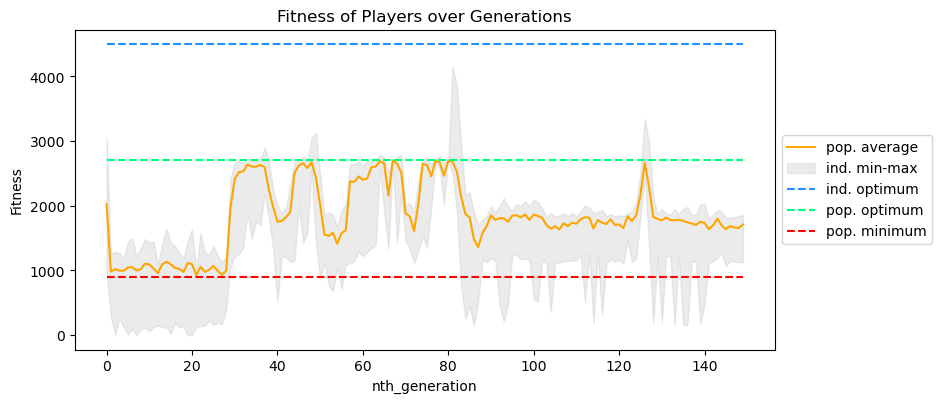 Fitness of Players over Generations
Fitness
4000
3000
2000
1000
0
0 20 40 60 80 100 120 140
nth_generation
pop. average
ind. min-max
ind. optimum
pop. optimum
pop. minimum